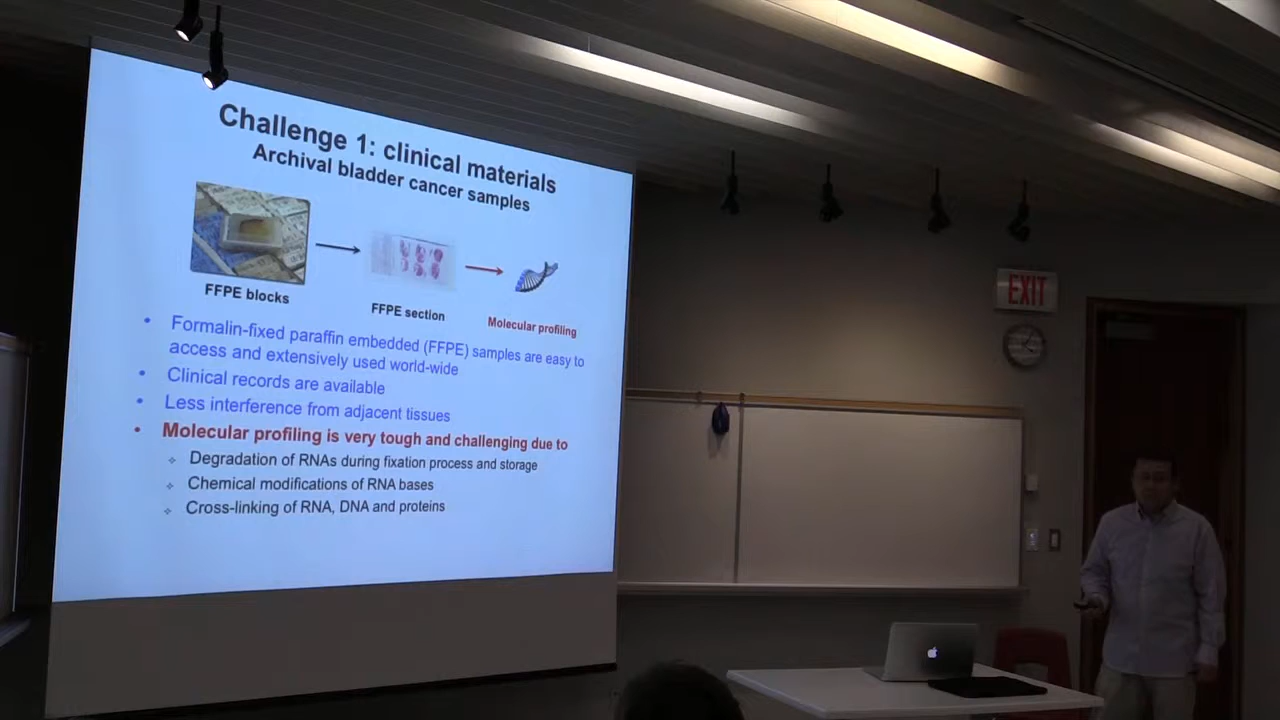 Challenge 1: clinical materials
Archival bladder cancer samples
FFPE blocks
FFPE section
Molecular profiling
• Formalin-fixed paraffin embedded (FFPE) samples are easy to
access and extensively used world-wide
• Clinical records are available
• Less interference from adjacent tissues
• Molecular profiling is very tough and challenging due to
Degradation of RNAs during fixation process and storage
Chemical modifications of RNA bases
Cross-linking of RNA, DNA and proteins
EXIT